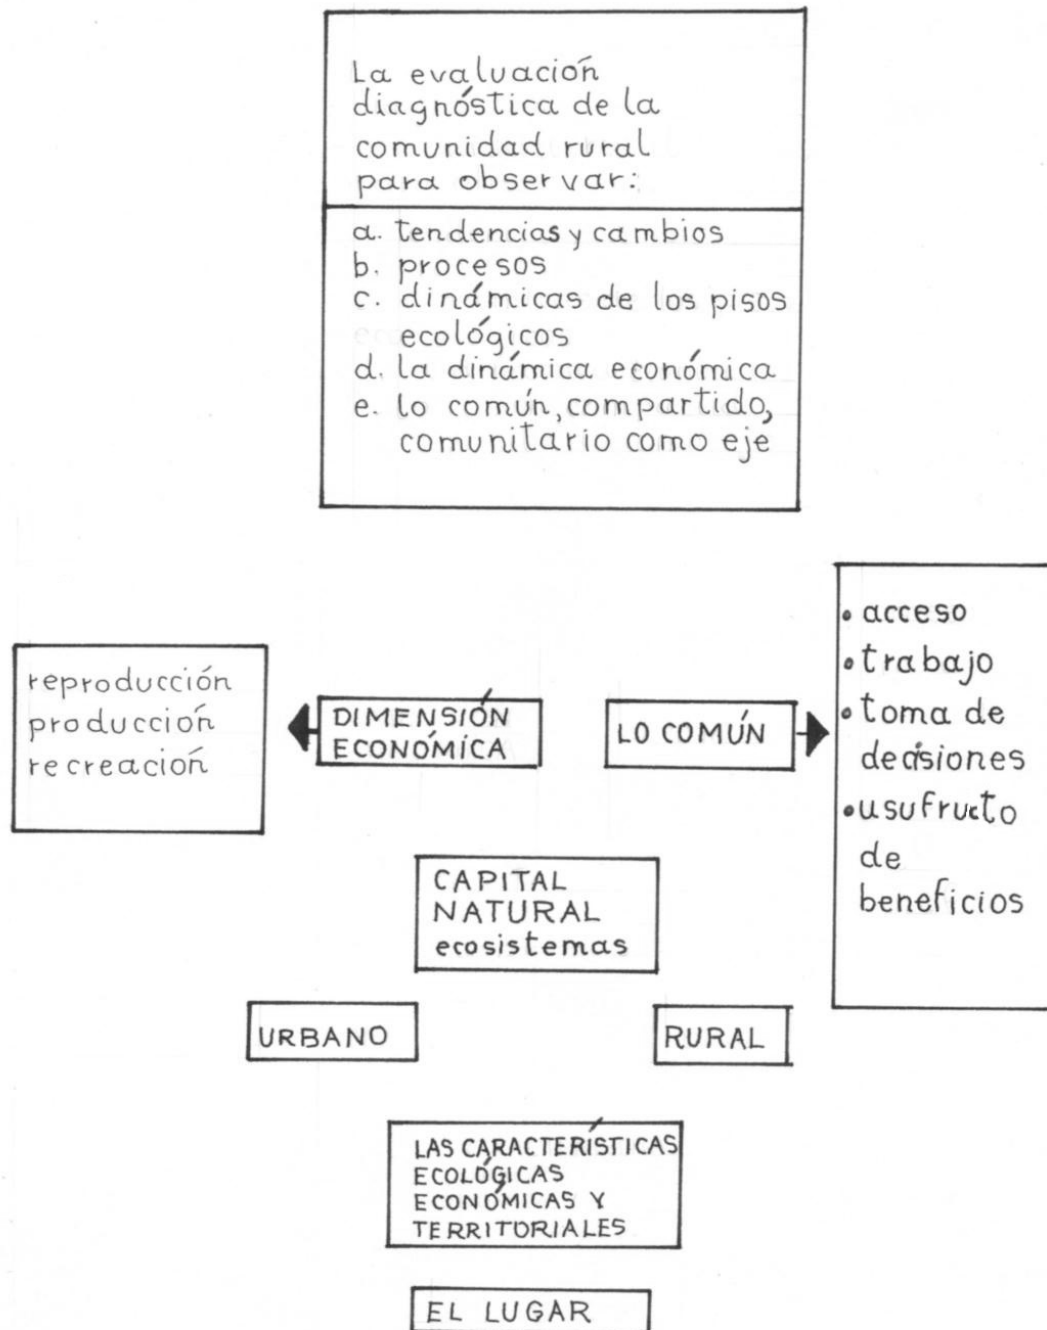 La evaluación
diagnóstica de la
comunidad rural
para observar:
a. tendencias y cambios
b. procesos
c. dinámicas de los pisos
ecológicos
d. la dinámica económica
e. lo común, compartido,
comunitario como eje
reproducción
producción
recreación
DIMENSIÓN
ECONÓMICA
LO COMÚN
• acceso
• trabajo
• toma de
decisiones
• usufructo
de
beneficios
CAPITAL
NATURAL
ecosistemas
URBANO
RURAL
LAS CARACTERÍSTICAS
ECOLÓGICAS
ECONÓMICAS Y
TERRITORIALES
EL LUGAR